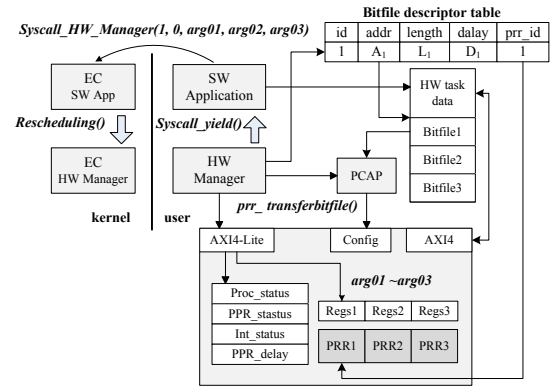 Bitfile descriptor table
Syscall_HW_Manager(1, 0, arg01, arg02, arg03)
id addr length dalay prr_id
1 A₁ L₁ D₁ 1
EC
SW App
SW
Application
HW task
data
Rescheduling()
Syscall_yield()
Bitfile1
EC
HW Manager
HW
Manager
PCAP
Bitfile2
Bitfile3
prr_ transferbitfile()
kernel user
AXI4-Lite Config AXI4
arg01 ~arg03
Proc_status
PPR_stastus
Int_status
PPR_delay
Regs1 Regs2 Regs3
PRR1 PRR2 PRR3